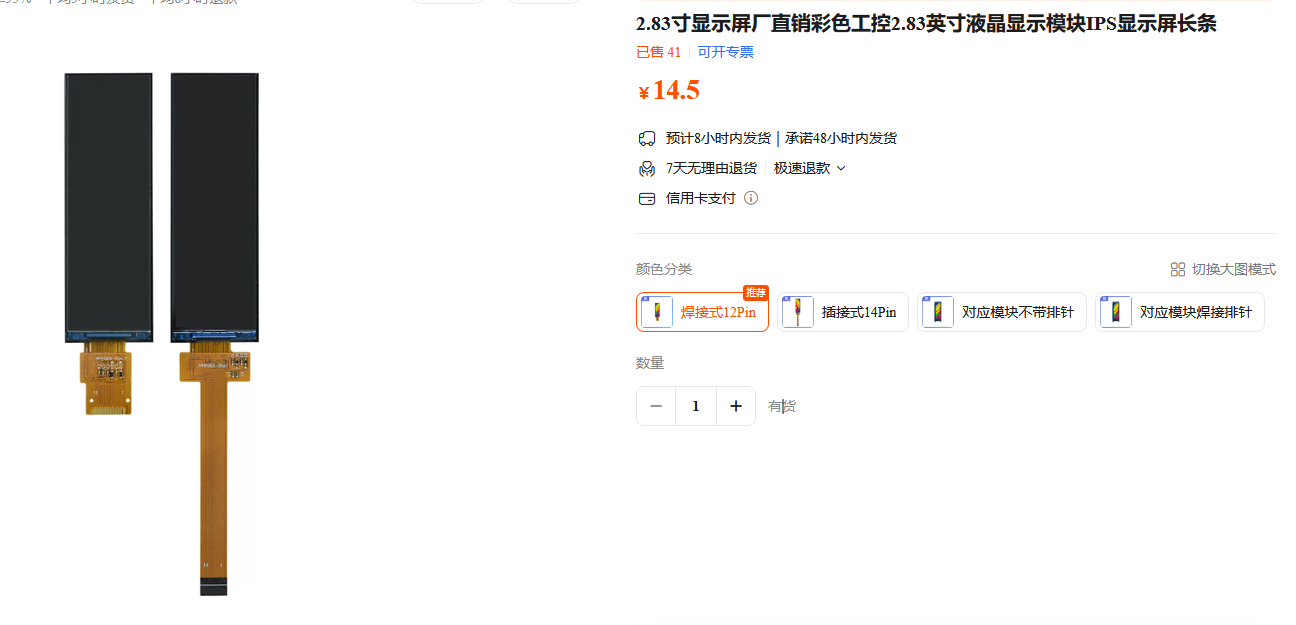 2.83寸显示屏厂直销彩色工控2.83英寸液晶显示模块IPS显示屏长条
已售 41 可开专票
¥14.5
预计8小时内发货 | 承诺48小时内发货
7天无理由退货 极速退款
信用卡支付
颜色分类 切换大图模式
推荐
焊接式12Pin 插接式14Pin 对应模块不带排针 对应模块焊接排针
数量
1 有货